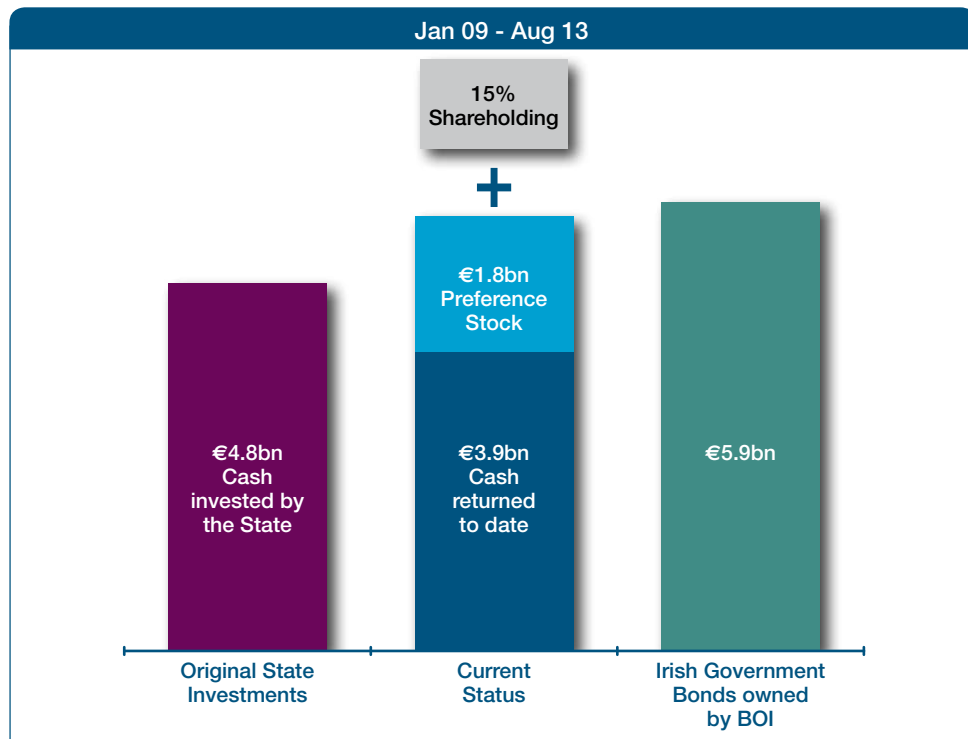 Jan 09 - Aug 13
15%
Shareholding
+
€1.8bn
Preference
Stock
€4.8bn
Cash
invested by
the State
€3.9bn
Cash
returned
to date
€5.9bn
Original State
Investments
Current
Status
Irish Government
Bonds owned
by BOI